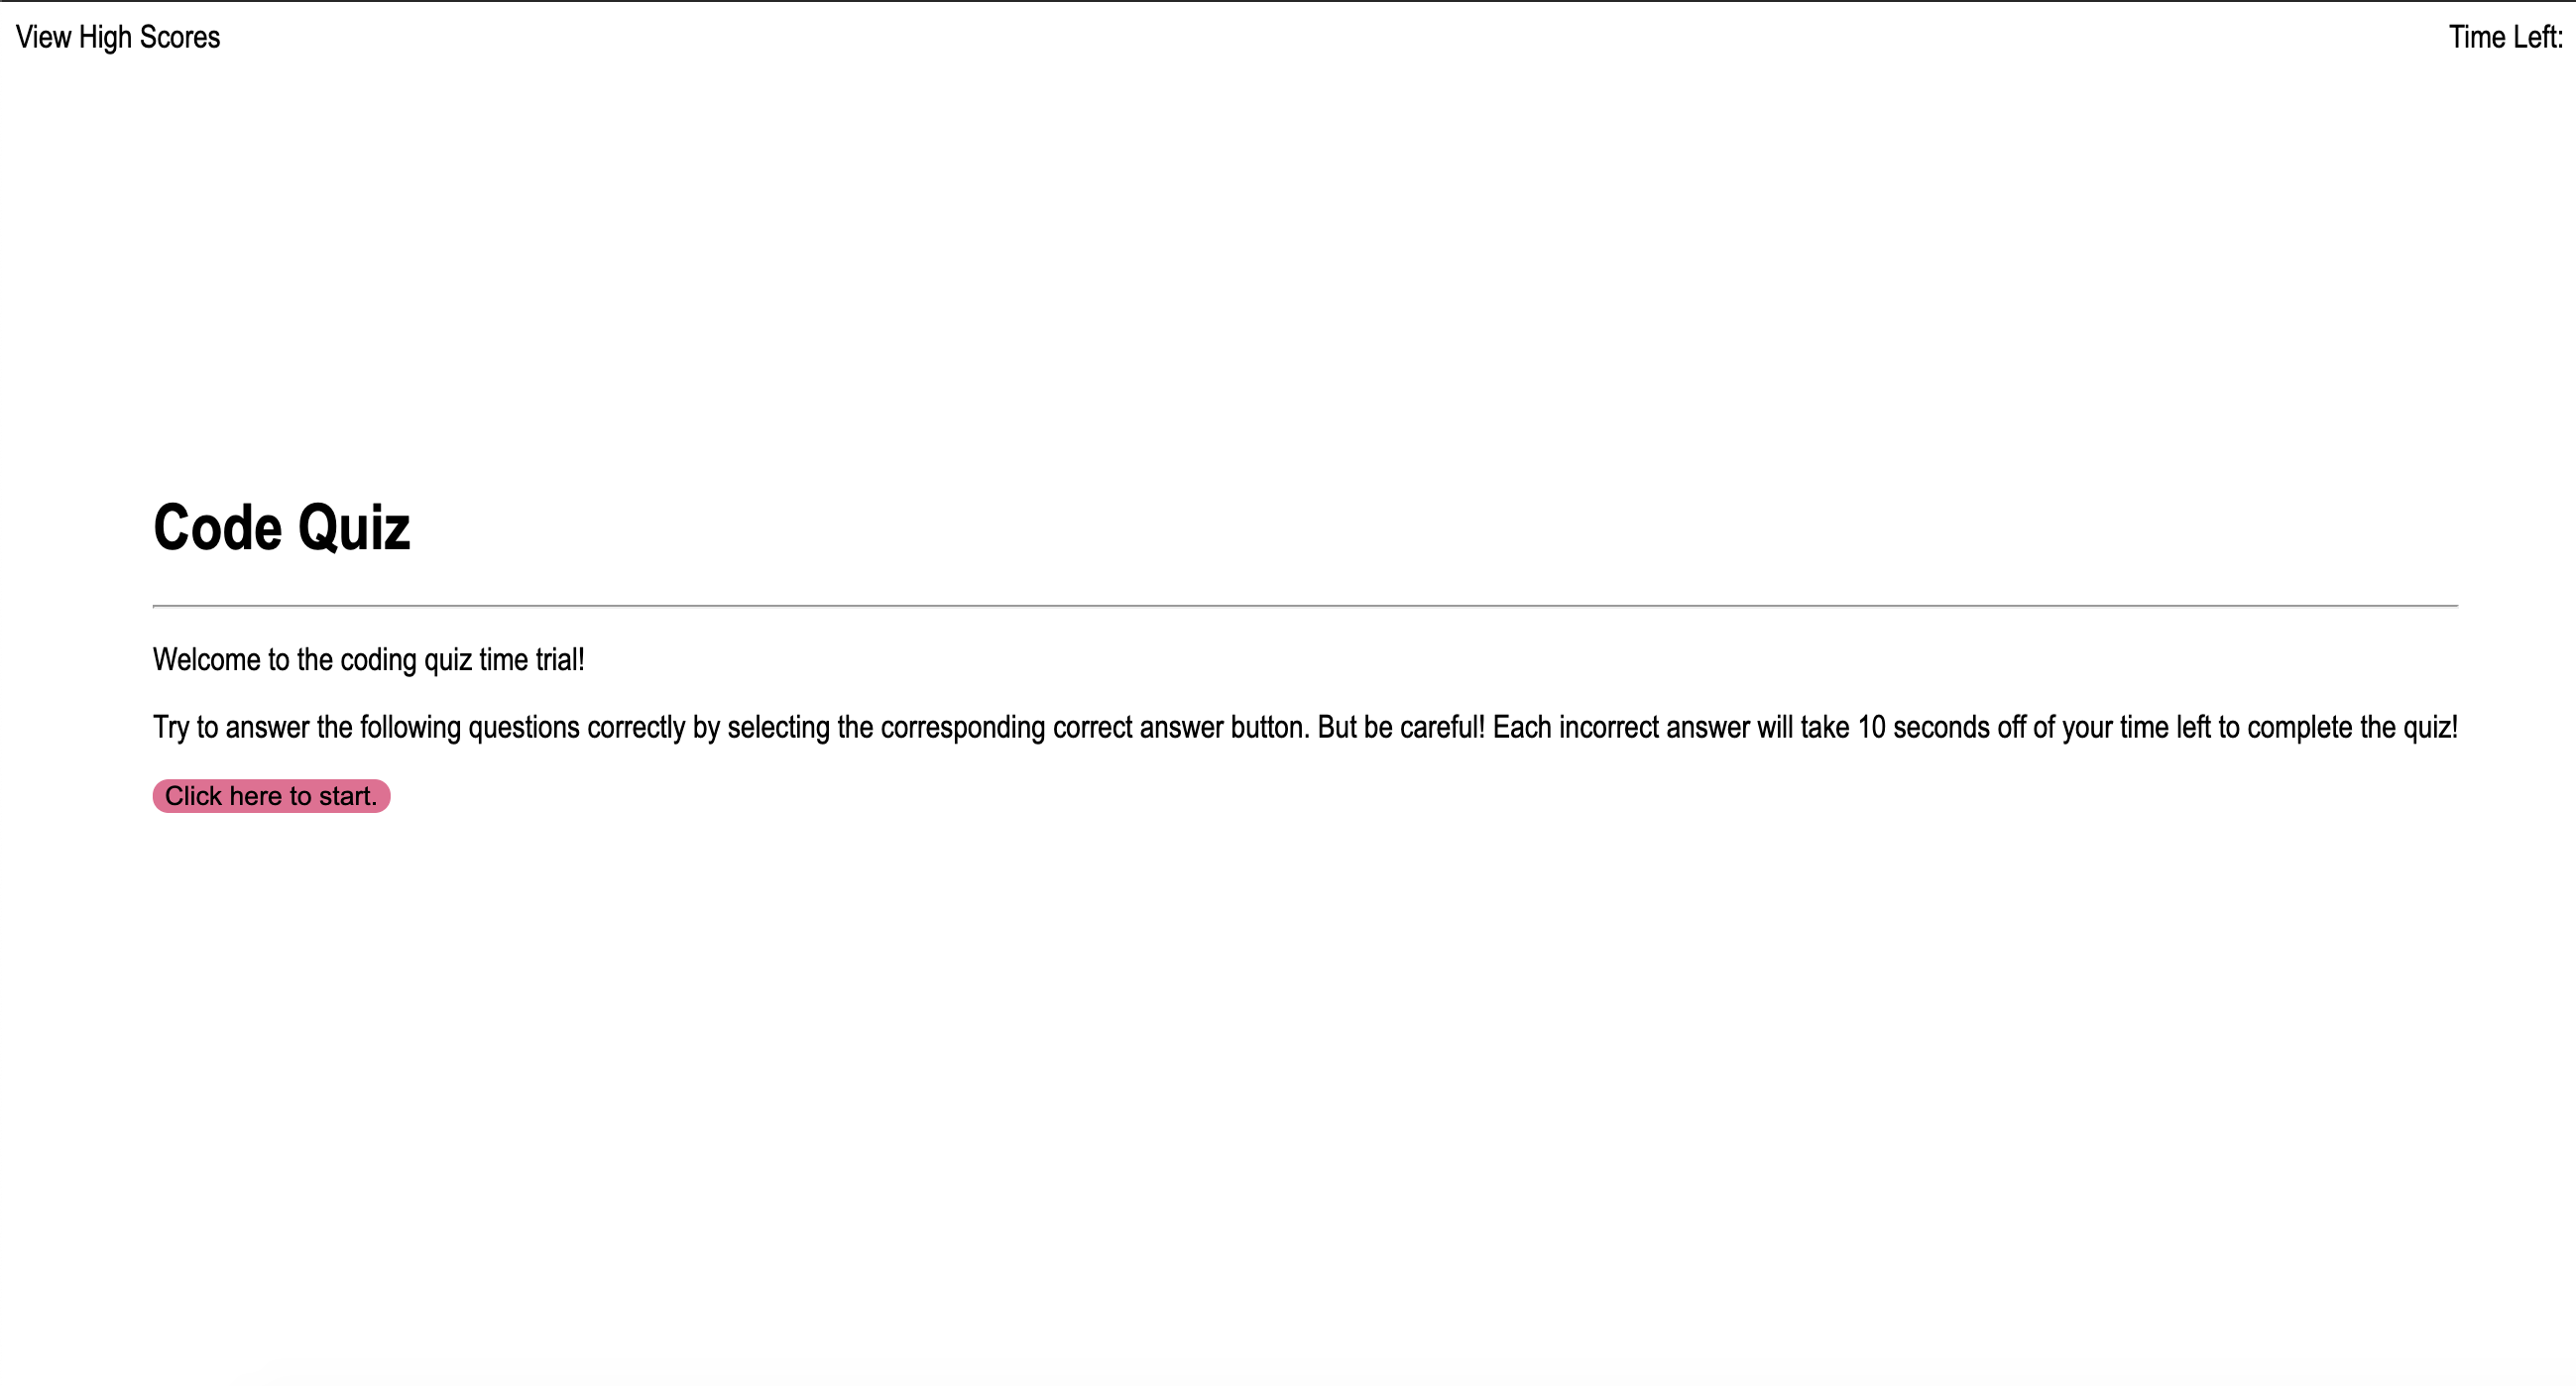 View High Scores
Time Left:
Code Quiz
Welcome to the coding quiz time trial!
Try to answer the following questions correctly by selecting the corresponding correct answer button. But be careful! Each incorrect answer will take 10 seconds off of your time left to complete the quiz!
Click here to start.